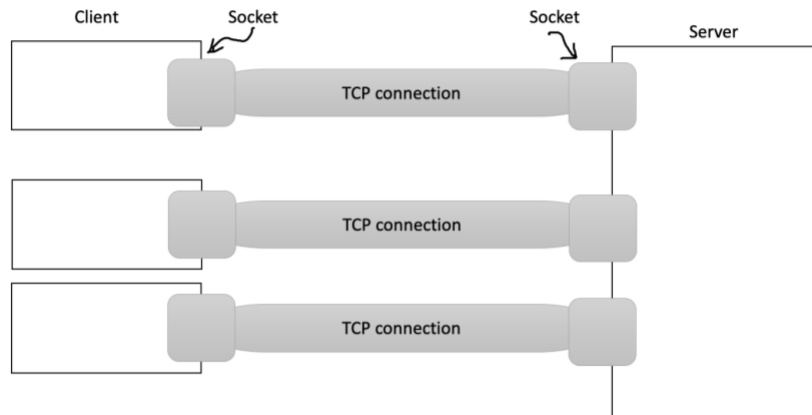 Client
Socket
Socket
Server
TCP connection
TCP connection
TCP connection